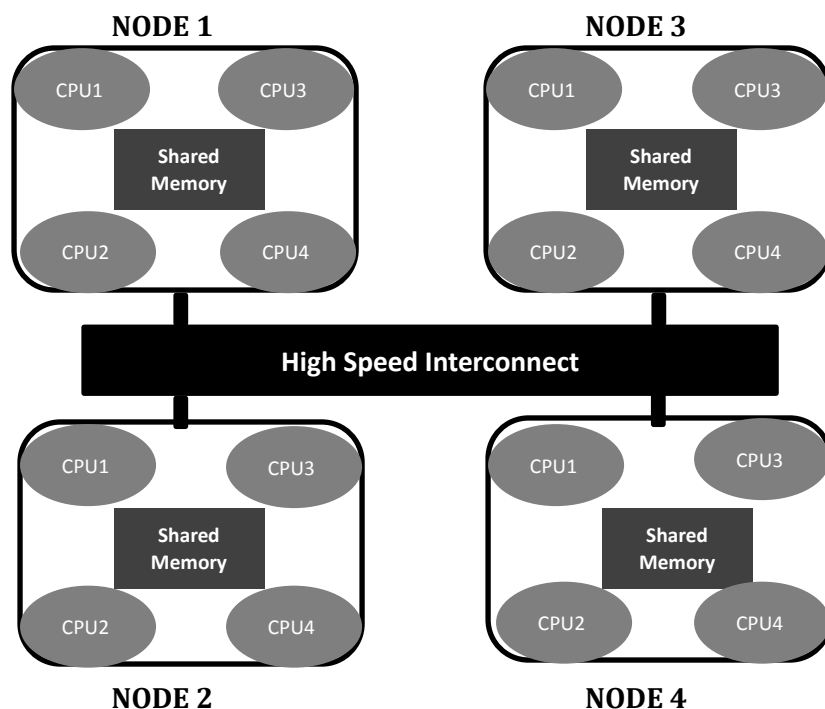 NODE 1
CPU1
CPU3
Shared
Memory
CPU2
CPU4
NODE 3
CPU1
CPU3
Shared
Memory
CPU2
CPU4
High Speed Interconnect
CPU1
CPU3
Shared
Memory
CPU2
CPU4
NODE 2
CPU1
CPU3
Shared
Memory
CPU2
CPU4
NODE 4